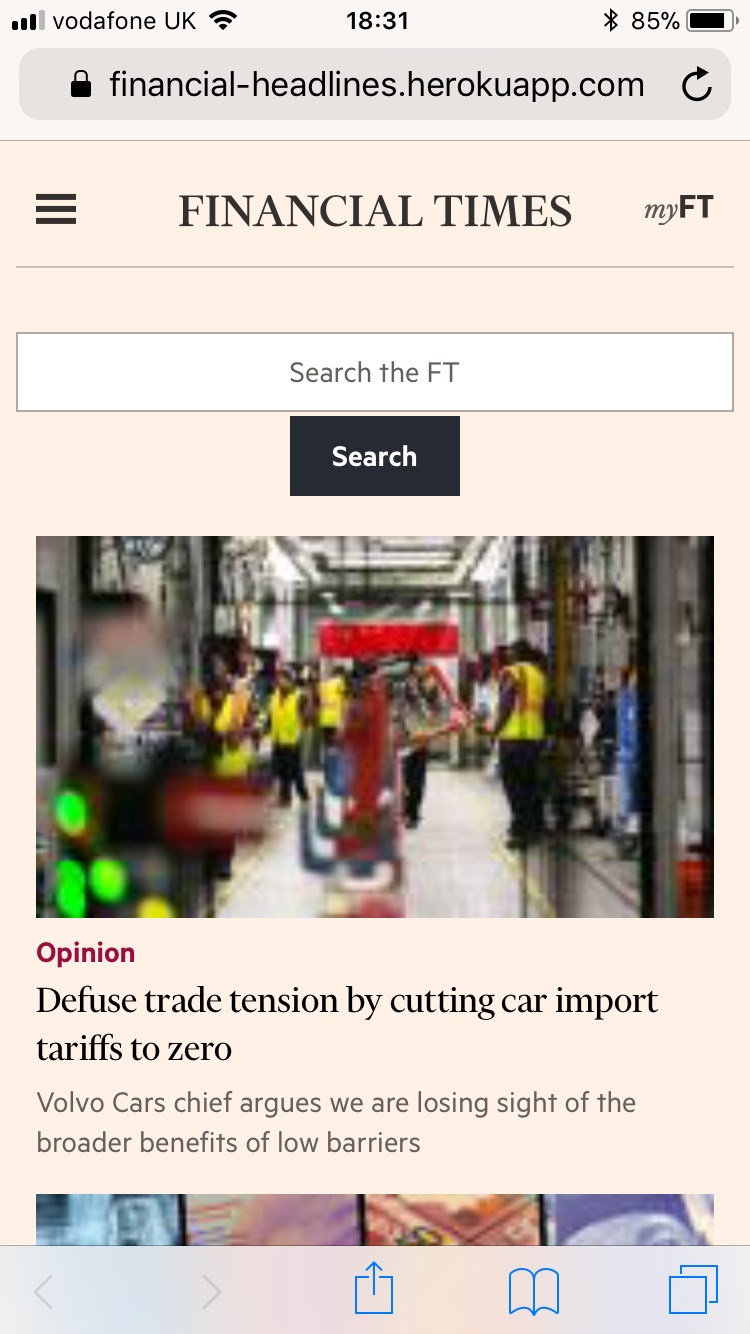 vodafone UK 18:31 85%
financial-headlines.herokuapp.com
FINANCIAL TIMES myFT
Search the FT
Search
Opinion
Defuse trade tension by cutting car import
tariffs to zero
Volvo Cars chief argues we are losing sight of the
broader benefits of low barriers